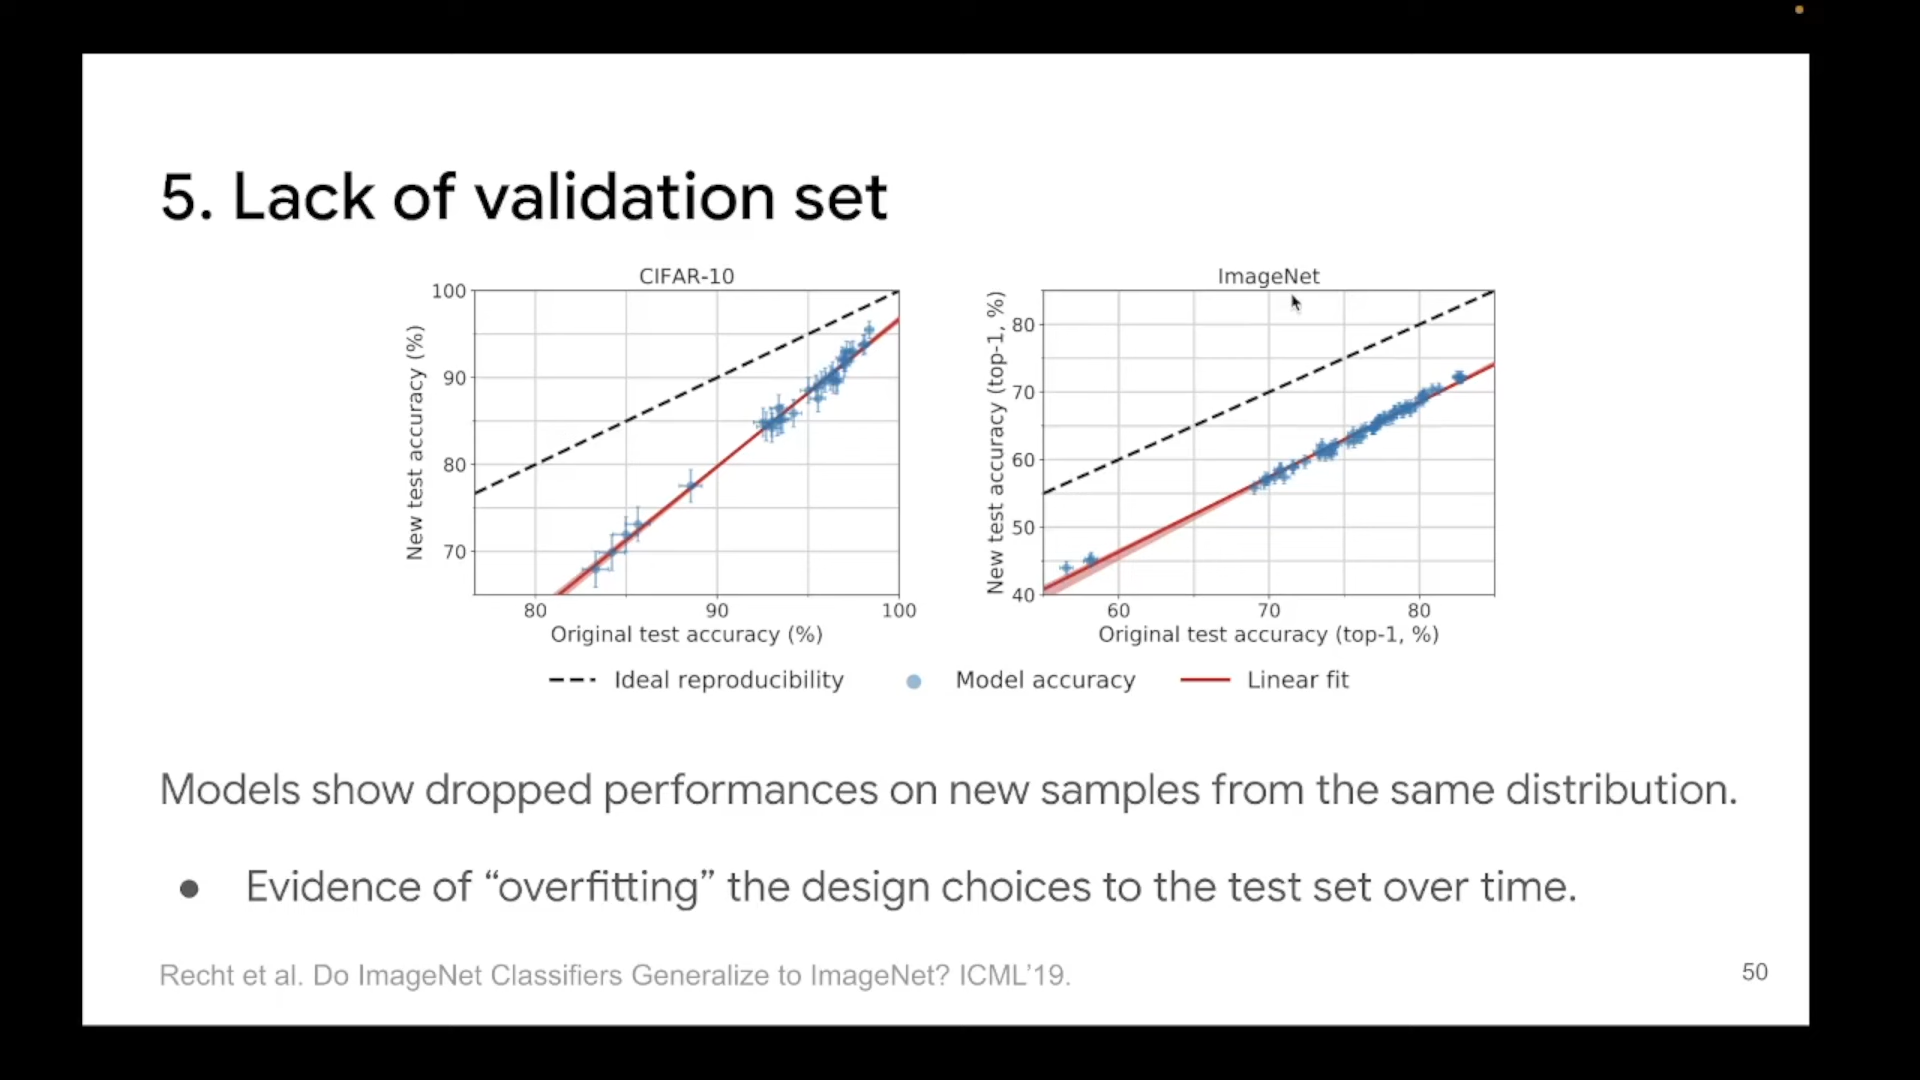 5. Lack of validation set
CIFAR-10
100
90
80
70
New test accuracy (%)
80 90 100
Original test accuracy (%)
ImageNet
80
70
60
50
40
New test accuracy (top-1, %)
60 70 80
Original test accuracy (top-1, %)
Ideal reproducibility Model accuracy Linear fit
Models show dropped performances on new samples from the same distribution.
● Evidence of “overfitting” the design choices to the test set over time.
Recht et al. Do ImageNet Classifiers Generalize to ImageNet? ICML’19.
50